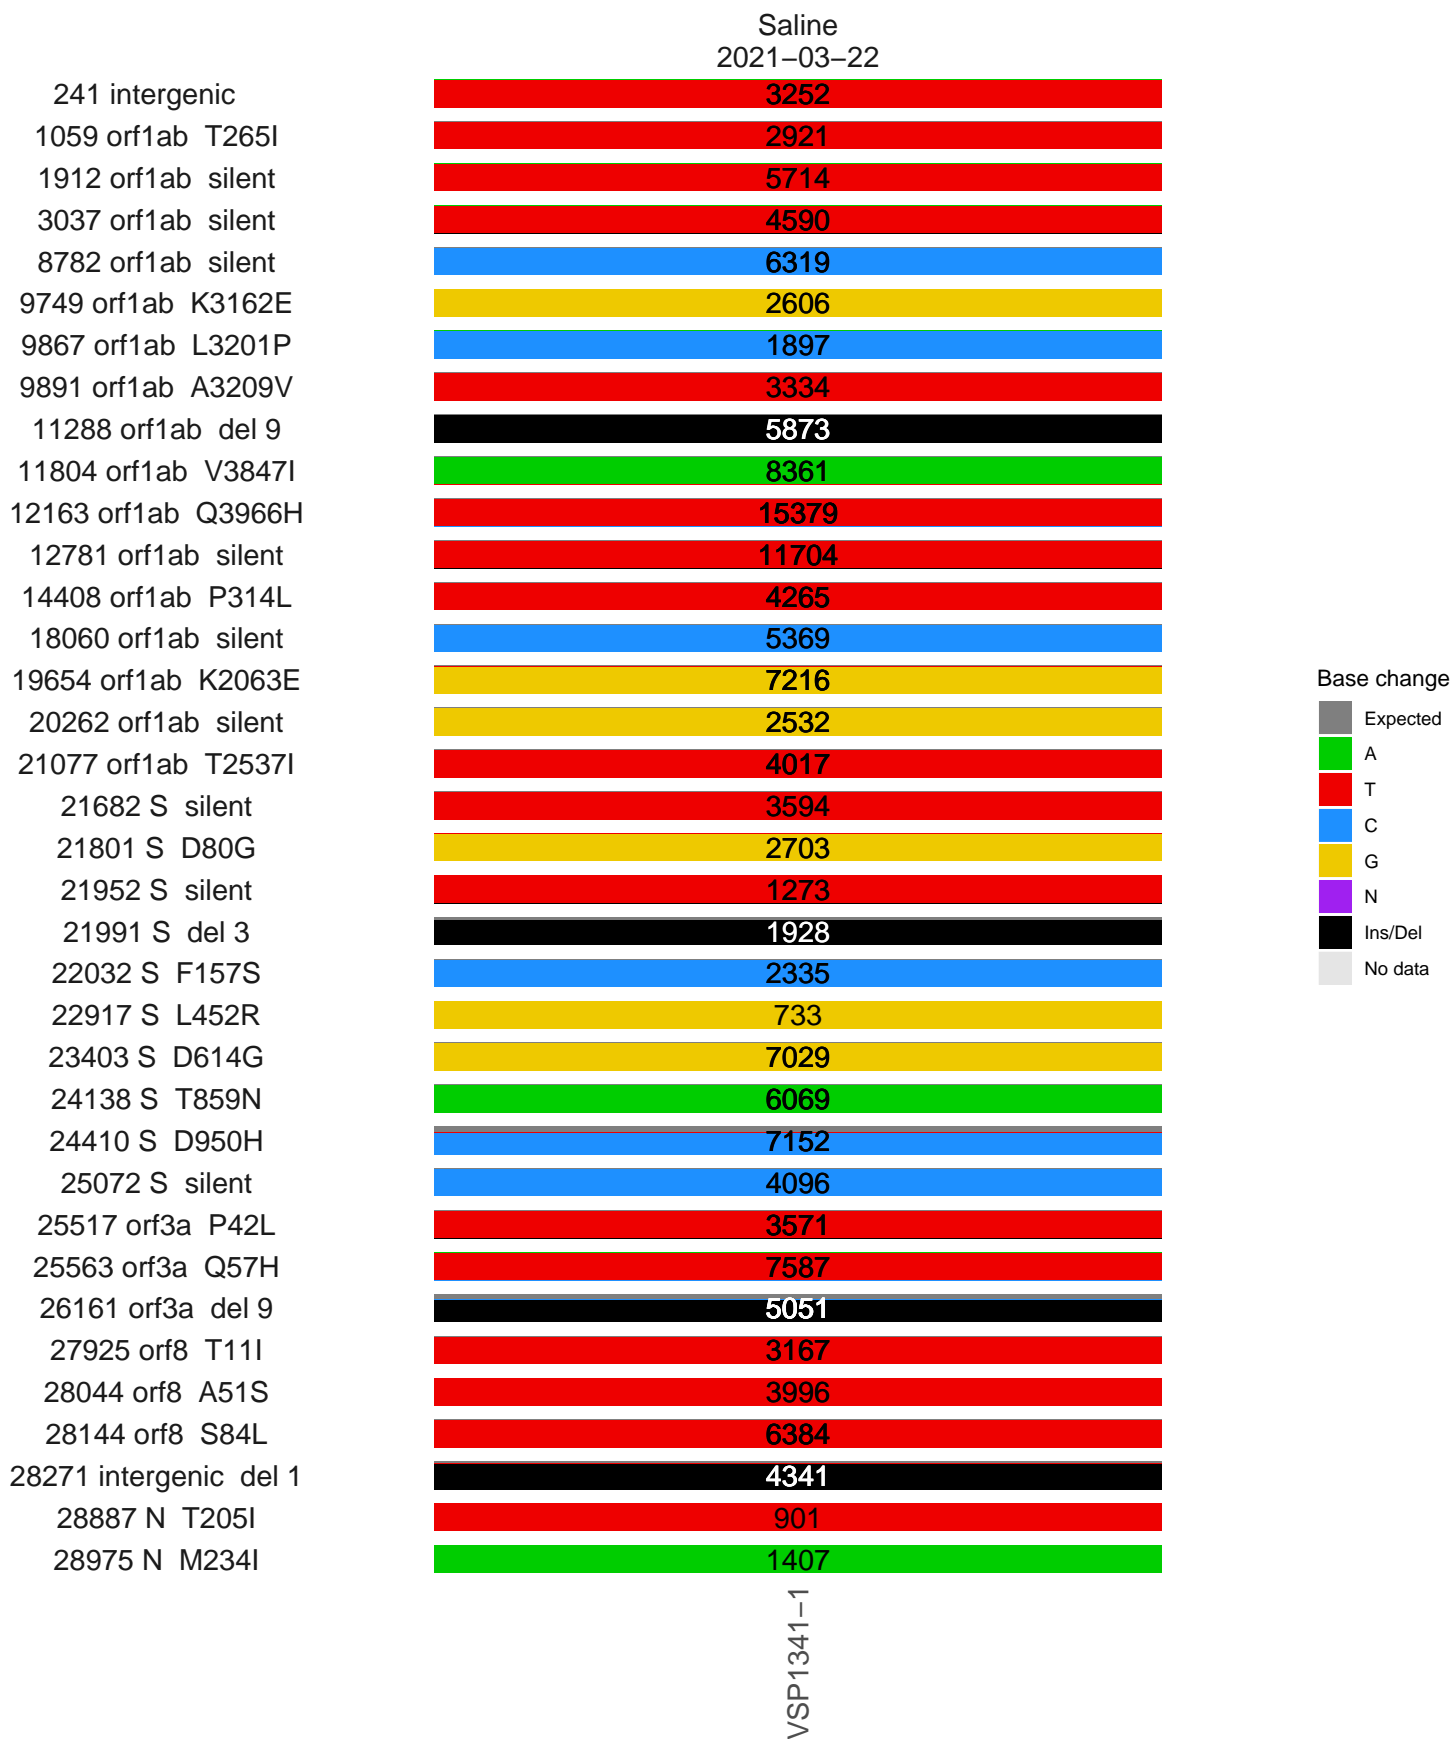 Saline
2021−03−22
241 intergenic 3252
1059 orf1ab T265I 2921
1912 orf1ab silent 5714
3037 orf1ab silent 4590
8782 orf1ab silent 6319
9749 orf1ab K3162E 2606
9867 orf1ab L3201P 1897
9891 orf1ab A3209V 3334
11288 orf1ab del 9 5873
11804 orf1ab V3847I 8361
12163 orf1ab Q3966H 15379
12781 orf1ab silent 11704
14408 orf1ab P314L 4265
18060 orf1ab silent 5369
19654 orf1ab K2063E 7216
20262 orf1ab silent 2532
21077 orf1ab T2537I 4017
21682 S silent 3594
21801 S D80G 2703
21952 S silent 1273
21991 S del 3 1928
22032 S F157S 2335
22917 S L452R 733
23403 S D614G 7029
24138 S T859N 6069
24410 S D950H 7152
25072 S silent 4096
25517 orf3a P42L 3571
25563 orf3a Q57H 7587
26161 orf3a del 9 5051
27925 orf8 T11I 3167
28044 orf8 A51S 3996
28144 orf8 S84L 6384
28271 intergenic del 1 4341
28887 N T205I 901
28975 N M234I 1407
VSP1341−1
Base change
Expected
A
T
C
G
N
Ins/Del
No data